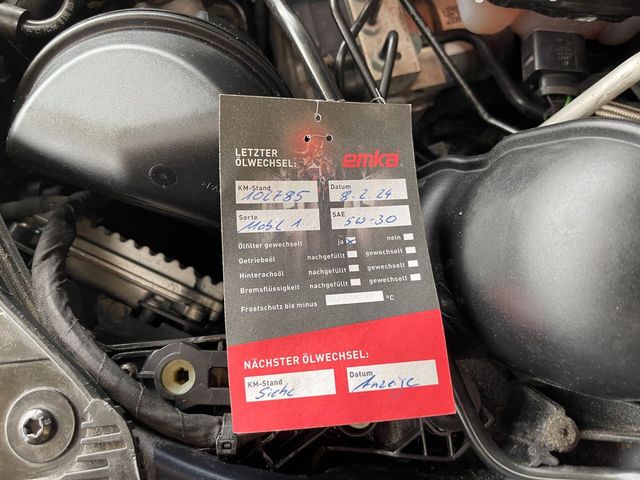 LETZTER
ÖLWECHSEL:
emka
KM-Stand Datum
102785 8.2.24
Sorte SAE
Mobil 1 5W-30
Ölfilter gewechselt ja nein
Getriebeöl nachgefüllt gewechselt
Hinterachsöl nachgefüllt gewechselt
Bremsflüssigkeit nachgefüllt gewechselt
Frostschutz bis minus °C
NÄCHSTER ÖLWECHSEL:
KM-Stand Datum
Siehe Anzeige